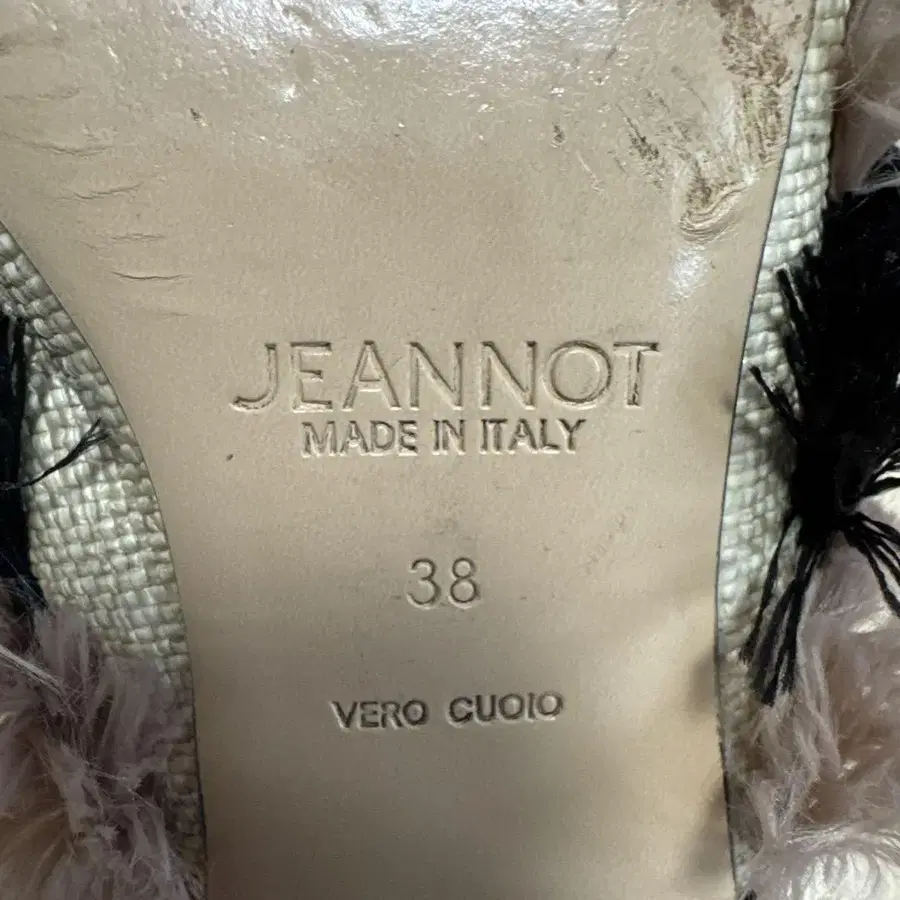 JEANNOT
MADE IN ITALY
38
VERO CUOIO